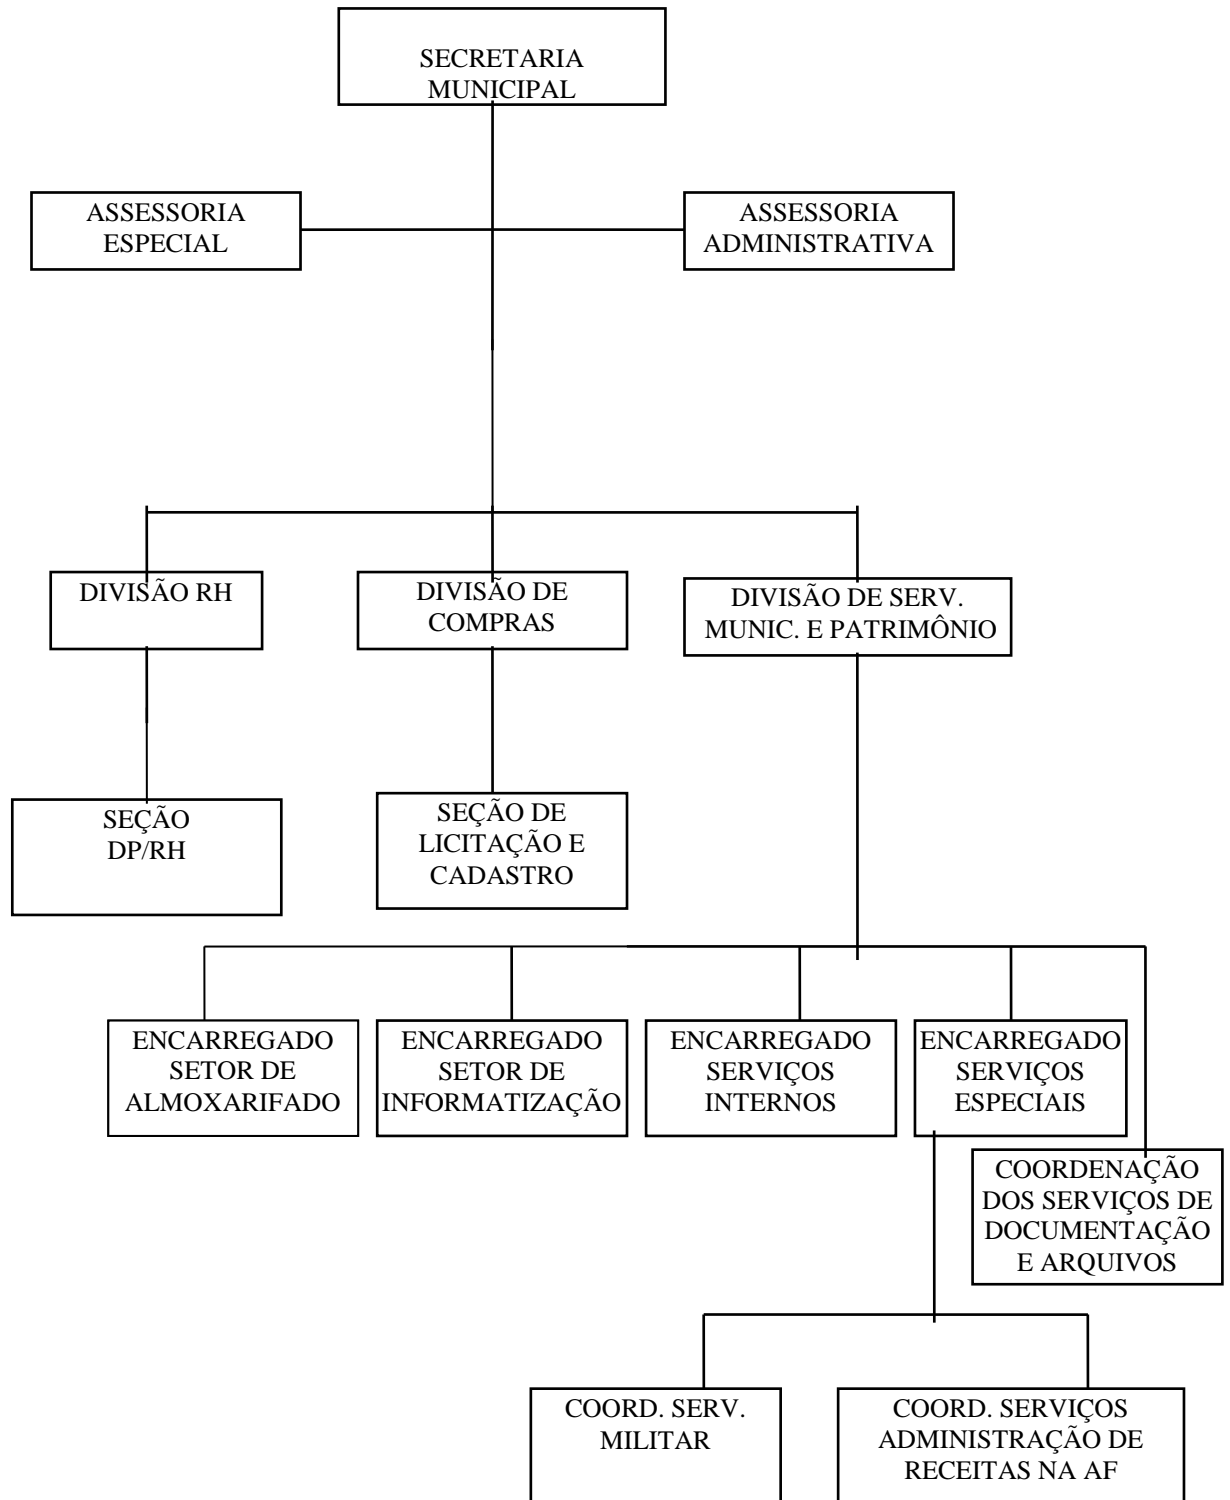 SECRETARIA
MUNICIPAL
ASSESSORIA
ESPECIAL
ASSESSORIA
ADMINISTRATIVA
DIVISÃO RH
DIVISÃO DE
COMPRAS
DIVISÃO DE SERV.
MUNIC. E PATRIMÔNIO
SEÇÃO
DP/RH
SEÇÃO DE
LICITAÇÃO E
CADASTRO
ENCARREGADO
SETOR DE
ALMOXARIFADO
ENCARREGADO
SETOR DE
INFORMATIZAÇÃO
ENCARREGADO
SERVIÇOS
INTERNOS
ENCARREGADO
SERVIÇOS
ESPECIAIS
COORDENAÇÃO
DOS SERVIÇOS DE
DOCUMENTAÇÃO
E ARQUIVOS
COORD. SERV.
MILITAR
COORD. SERVIÇOS
ADMINISTRAÇÃO DE
RECEITAS NA AF